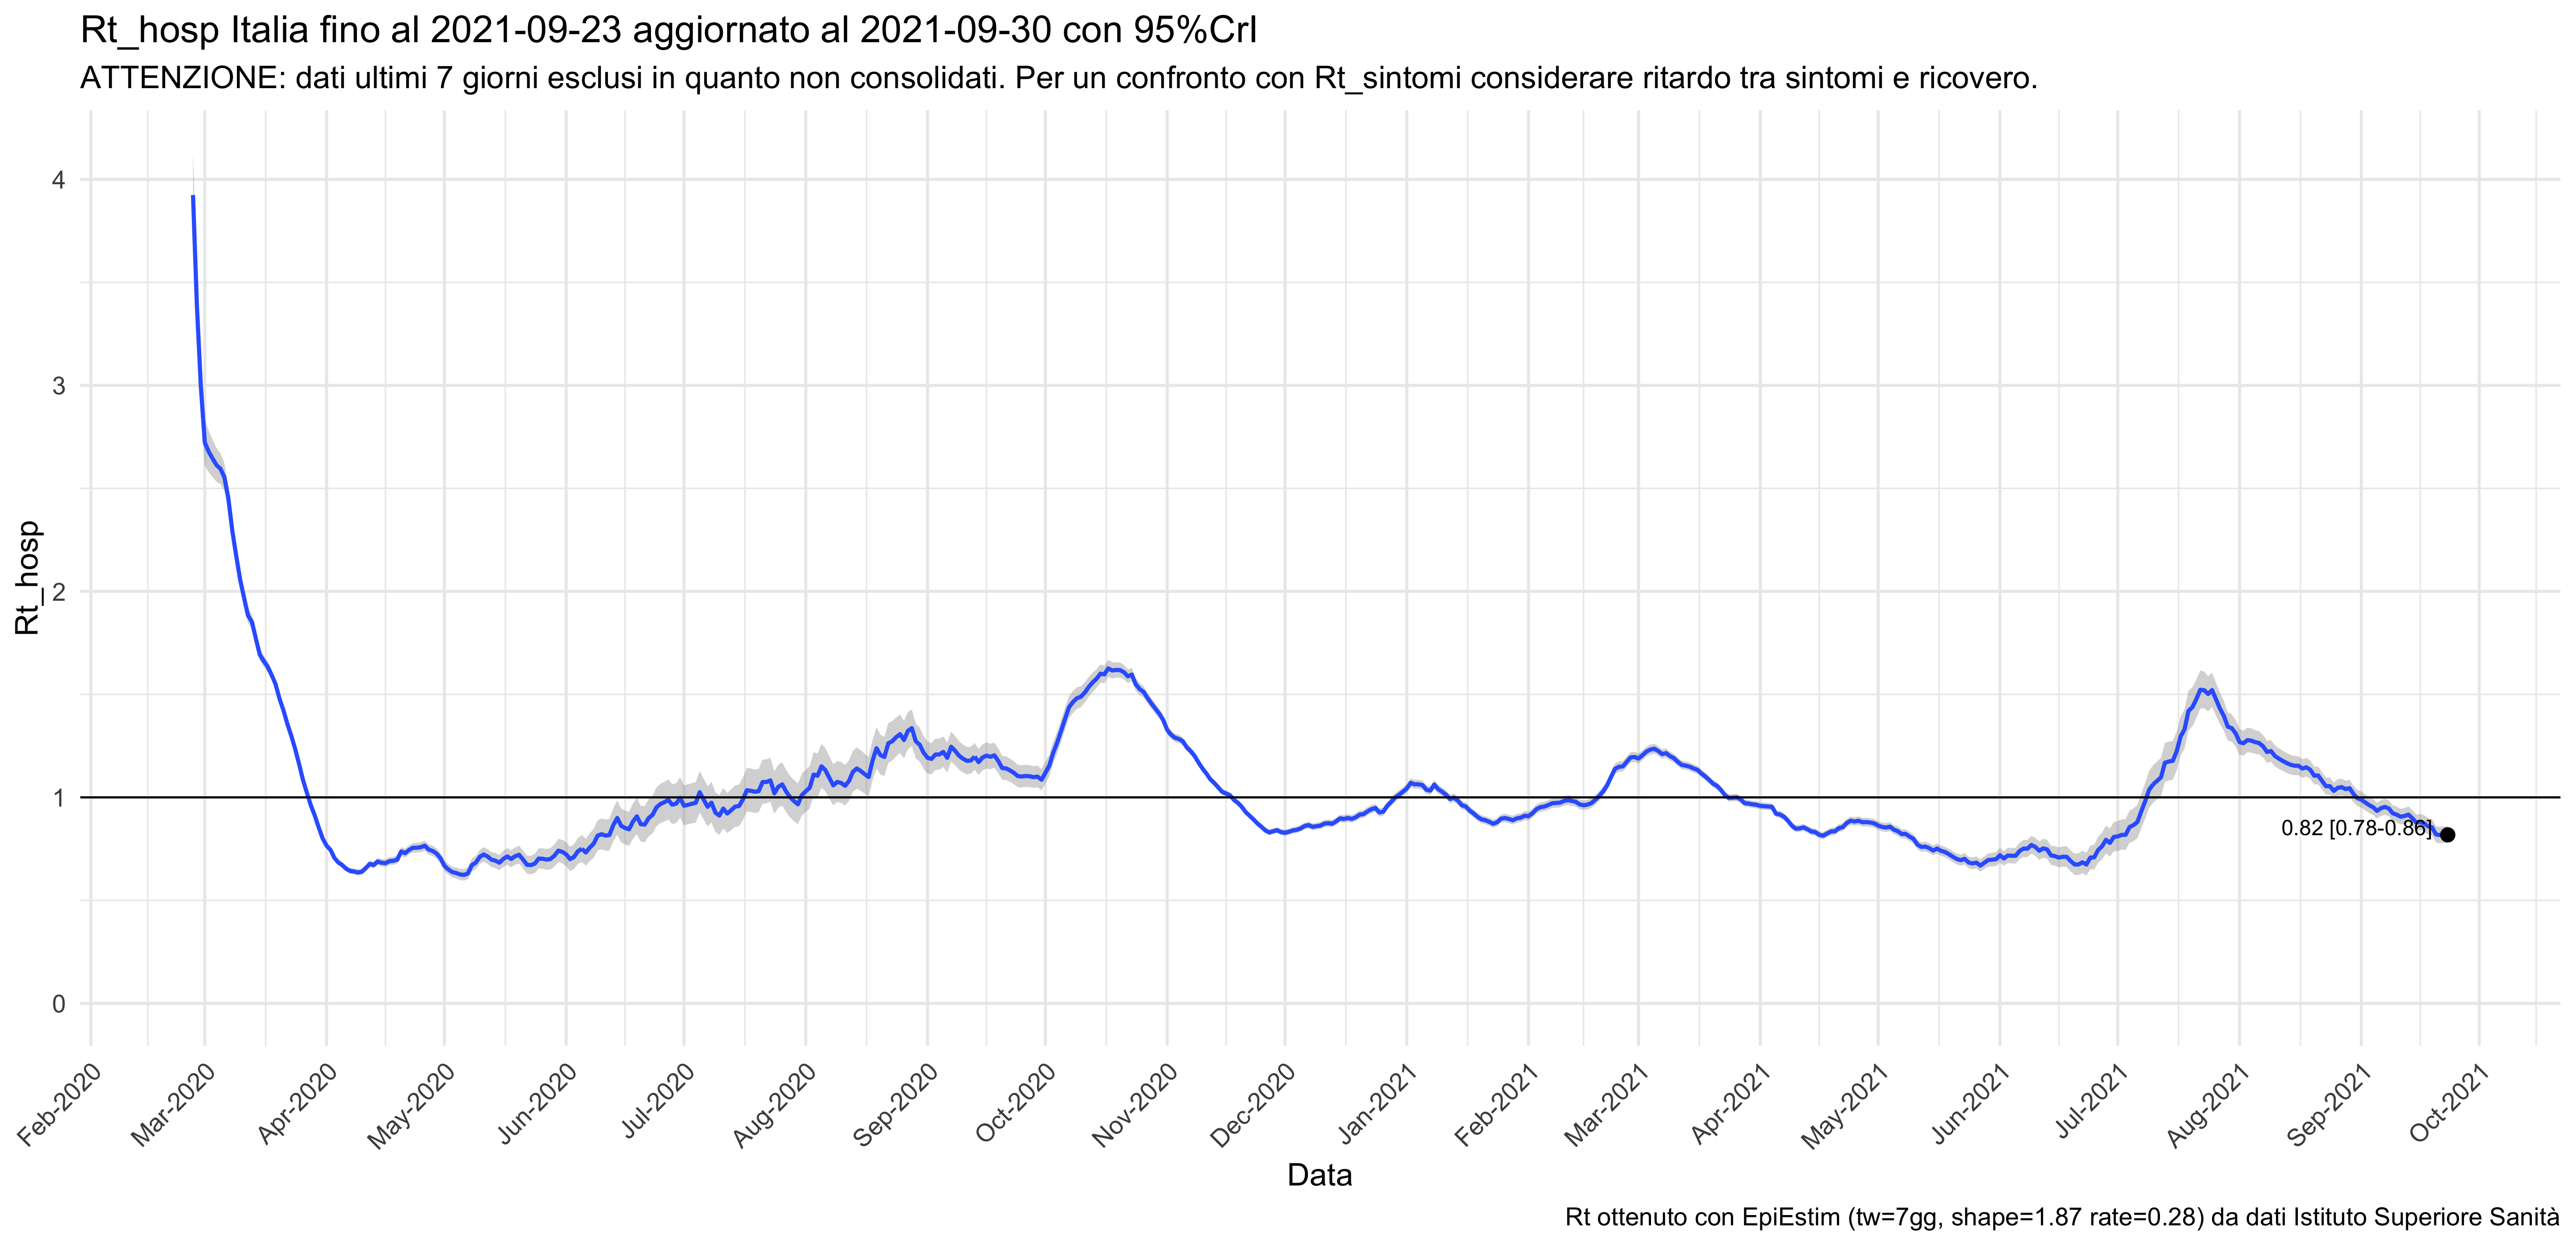 Rt_hosp Italia fino al 2021-09-23 aggiornato al 2021-09-30 con 95%CrI
ATTENZIONE: dati ultimi 7 giorni esclusi in quanto non consolidati. Per un confronto con Rt_sintomi considerare ritardo tra sintomi e ricovero.
4
3
2
1
0
Rt_hosp
0.82 [0.78-0.86]
Feb-2020
Mar-2020
Apr-2020
May-2020
Jun-2020
Jul-2020
Aug-2020
Sep-2020
Oct-2020
Nov-2020
Dec-2020
Jan-2021
Feb-2021
Mar-2021
Apr-2021
May-2021
Jun-2021
Jul-2021
Aug-2021
Sep-2021
Oct-2021
Data
Rt ottenuto con EpiEstim (tw=7gg, shape=1.87 rate=0.28) da dati Istituto Superiore Sanità